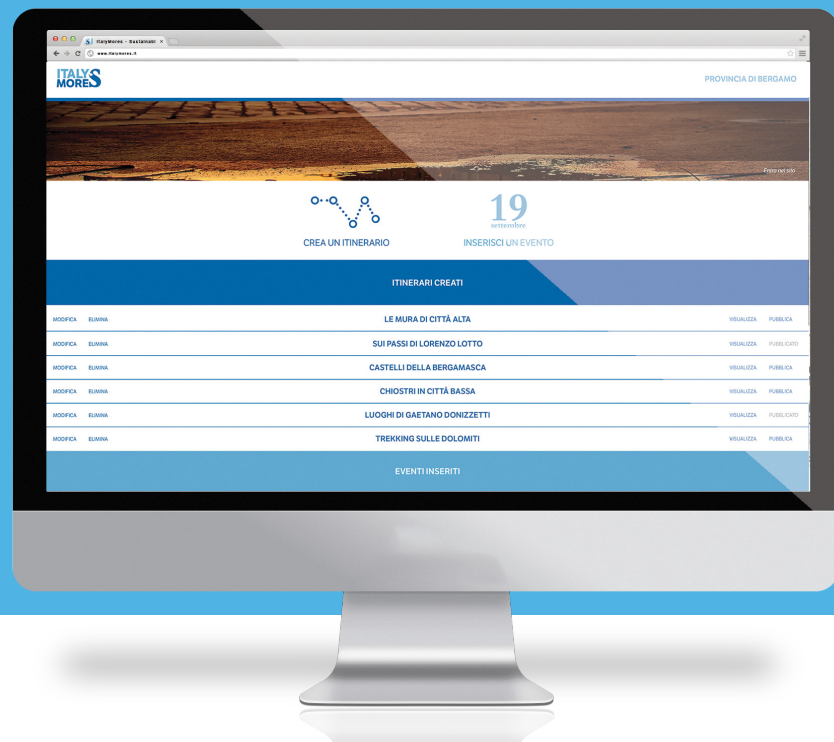 ItalyMores - Sustainabl
www.italymores.it
ITALY
MORES
PROVINCIA DI BERGAMO
Entra nel sito
19
settembre
CREA UN ITINERARIO
INSERISCI UN EVENTO
ITINERARI CREATI
MODIFICA ELIMINA LE MURA DI CITTÀ ALTA VISUALIZZA PUBBLICA
MODIFICA ELIMINA SUI PASSI DI LORENZO LOTTO VISUALIZZA PUBBLICATO
MODIFICA ELIMINA CASTELLI DELLA BERGAMASCA VISUALIZZA PUBBLICA
MODIFICA ELIMINA CHIOSTRI IN CITTÀ BASSA VISUALIZZA PUBBLICA
MODIFICA ELIMINA LUOGHI DI GAETANO DONIZZETTI VISUALIZZA PUBBLICATO
MODIFICA ELIMINA TREKKING SULLE DOLOMITI VISUALIZZA PUBBLICA
EVENTI INSERITI